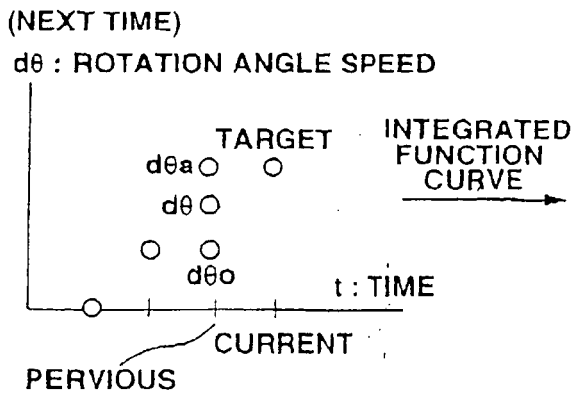 (NEXT TIME)
dθ : ROTATION ANGLE SPEED
TARGET
dθa
dθ
dθo
INTEGRATED
FUNCTION
CURVE
t : TIME
CURRENT
PERVIOUS